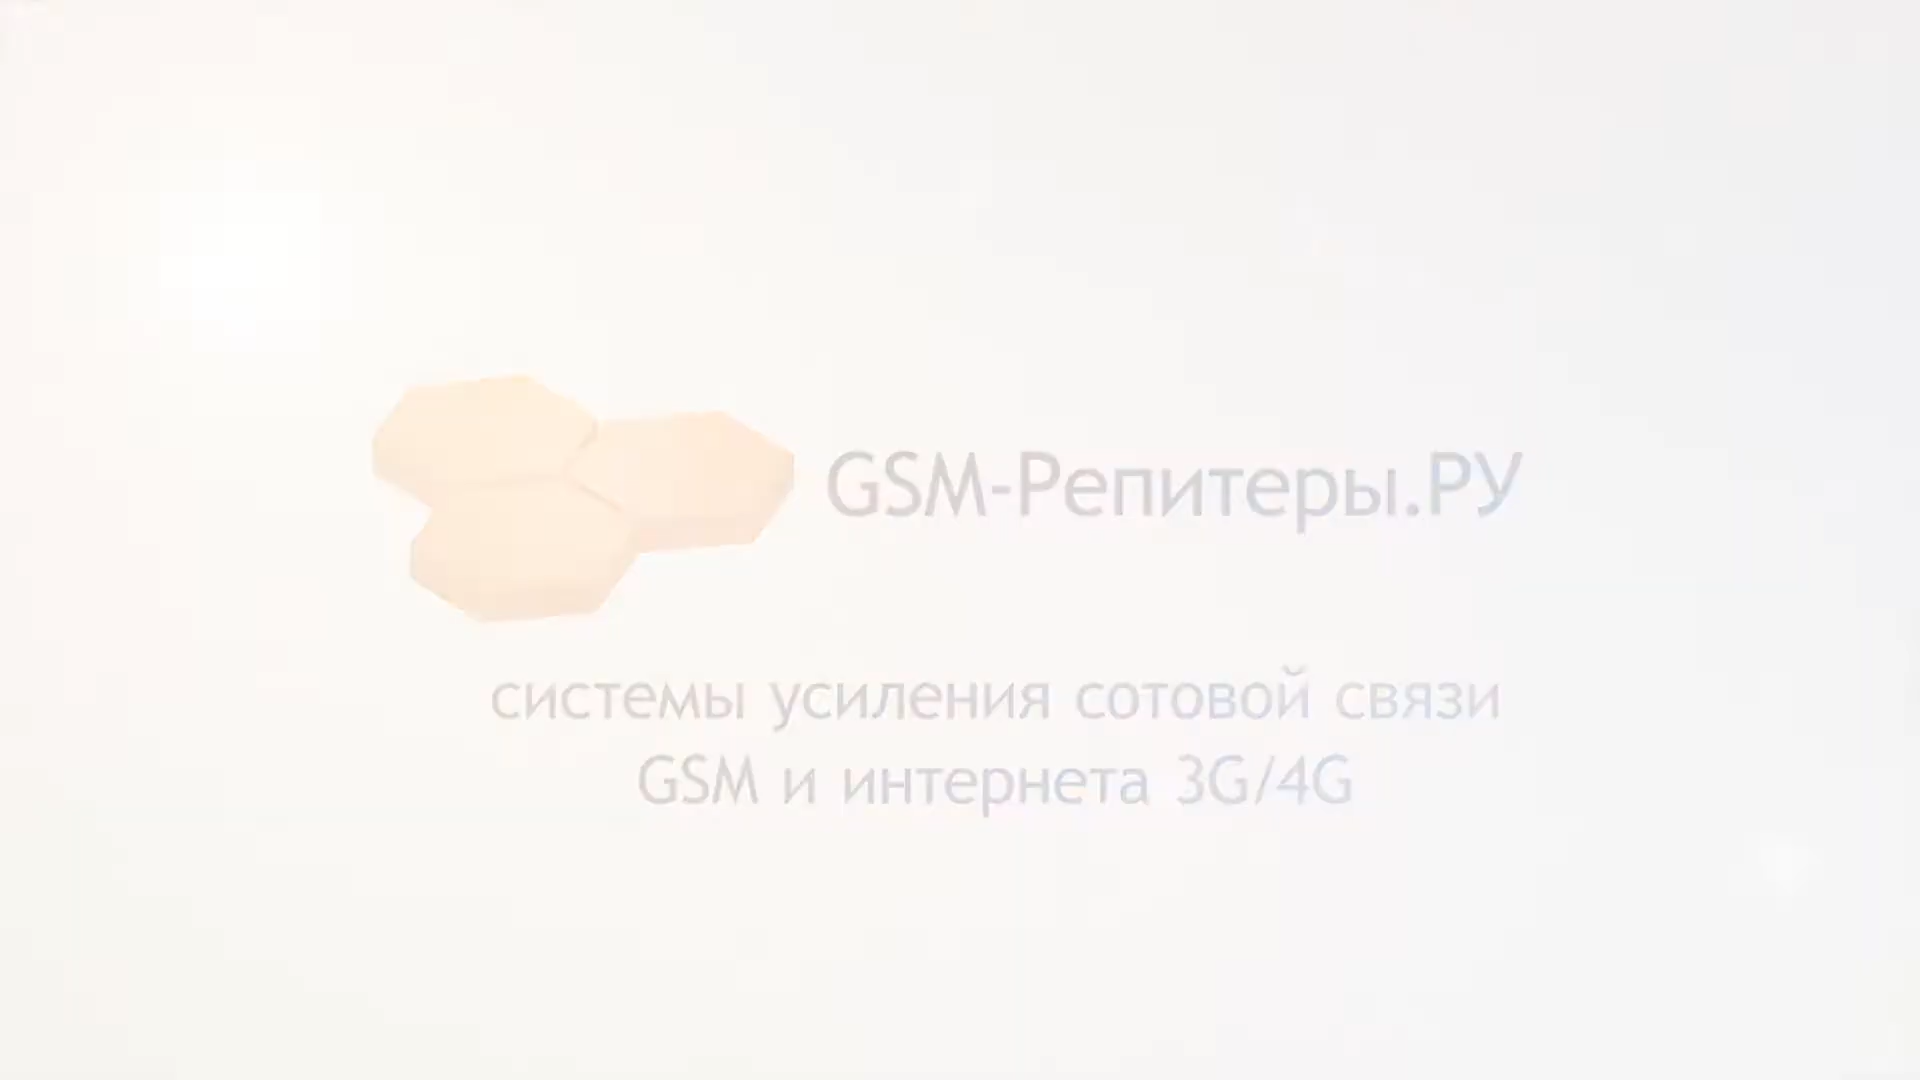 GSM-Репитеры.РУ
системы усиления сотовой связи
GSM и интернета 3G/4G